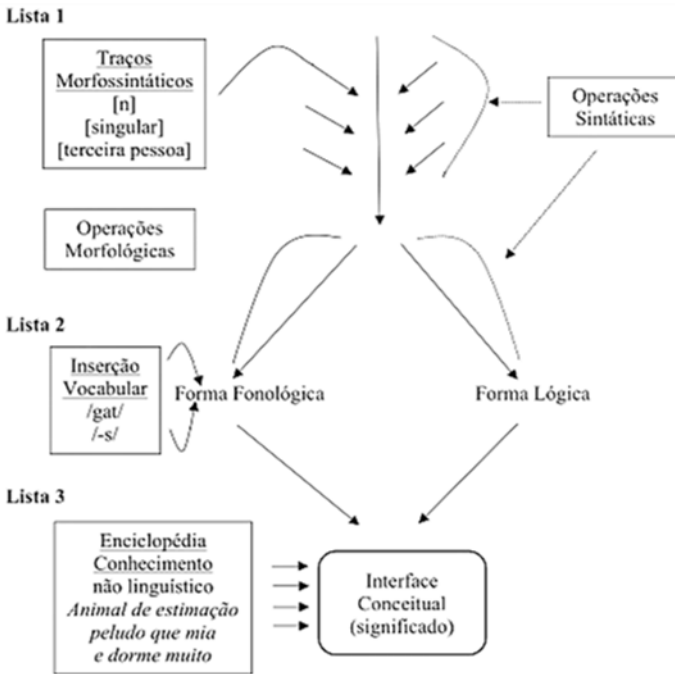 Lista 1
Traços
Morfossintáticos
[n]
[singular]
[terceira pessoa]
Operações
Sintáticas
Operações
Morfológicas
Lista 2
Inserção
Vocabular
/gat/
/-s/
Forma Fonológica
Forma Lógica
Lista 3
Enciclopédia
Conhecimento
não linguístico
Animal de estimação
peludo que mia
e dorme muito
Interface
Conceitual
(significado)